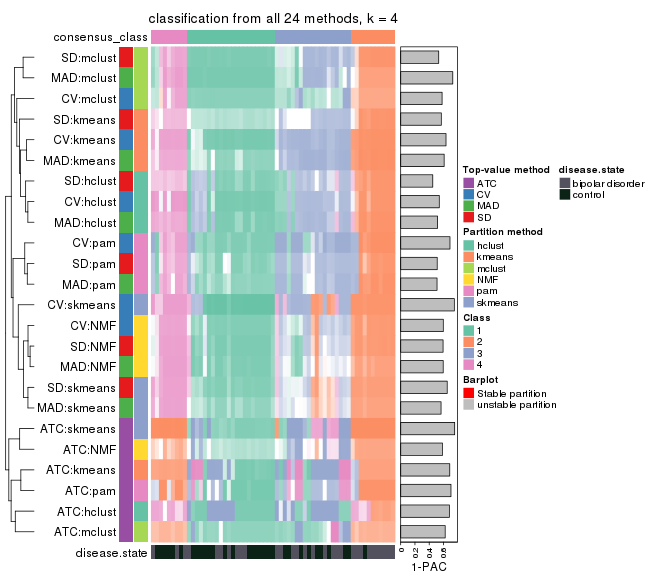 classification from all 24 methods, k = 4
consensus_class
SD:mclust
MAD:mclust
CV:mclust
SD:kmeans
CV:kmeans
MAD:kmeans
SD:hclust
CV:hclust
MAD:hclust
CV:pam
SD:pam
MAD:pam
CV:skmeans
CV:NMF
SD:NMF
MAD:NMF
SD:skmeans
MAD:skmeans
ATC:skmeans
ATC:NMF
ATC:kmeans
ATC:pam
ATC:hclust
ATC:mclust
disease.state
0 0.2 0.4 0.6
1-PAC
Top-value method
ATC
CV
MAD
SD
Partition method
hclust
kmeans
mclust
NMF
pam
skmeans
Class
1
2
3
4
Barplot
Stable partition
unstable partition
disease.state
bipolar disorder
control